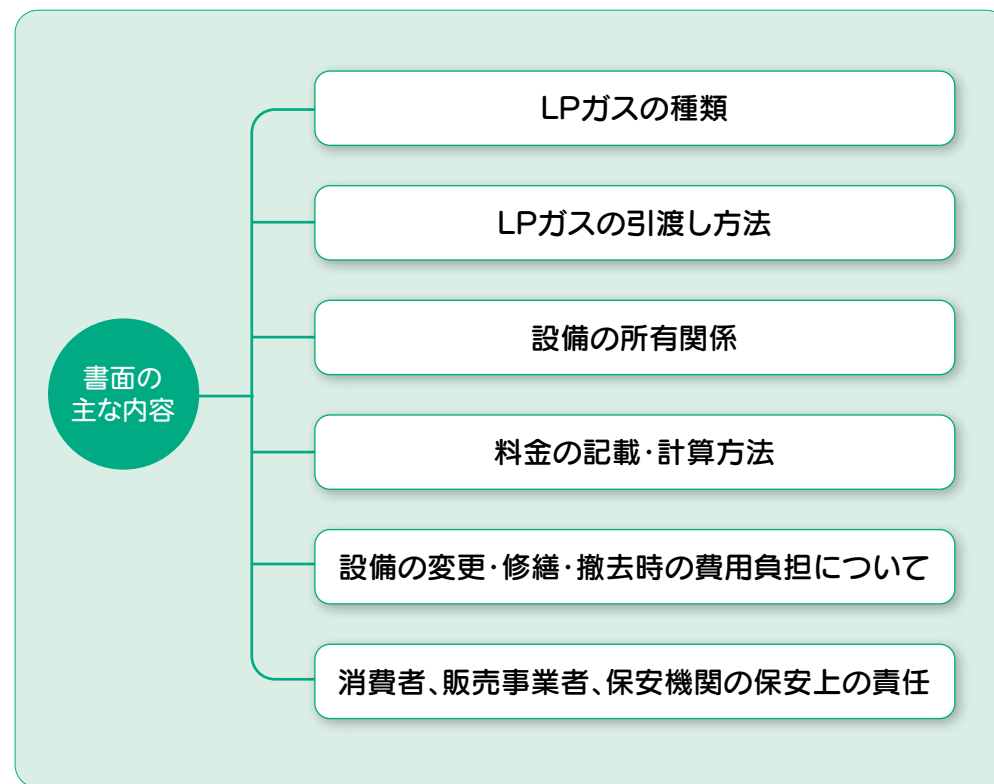 LPガスの種類
LPガスの引渡し方法
設備の所有関係
書面の
主な内容
料金の記載・計算方法
設備の変更・修繕・撤去時の費用負担について
消費者、販売事業者、保安機関の保安上の責任